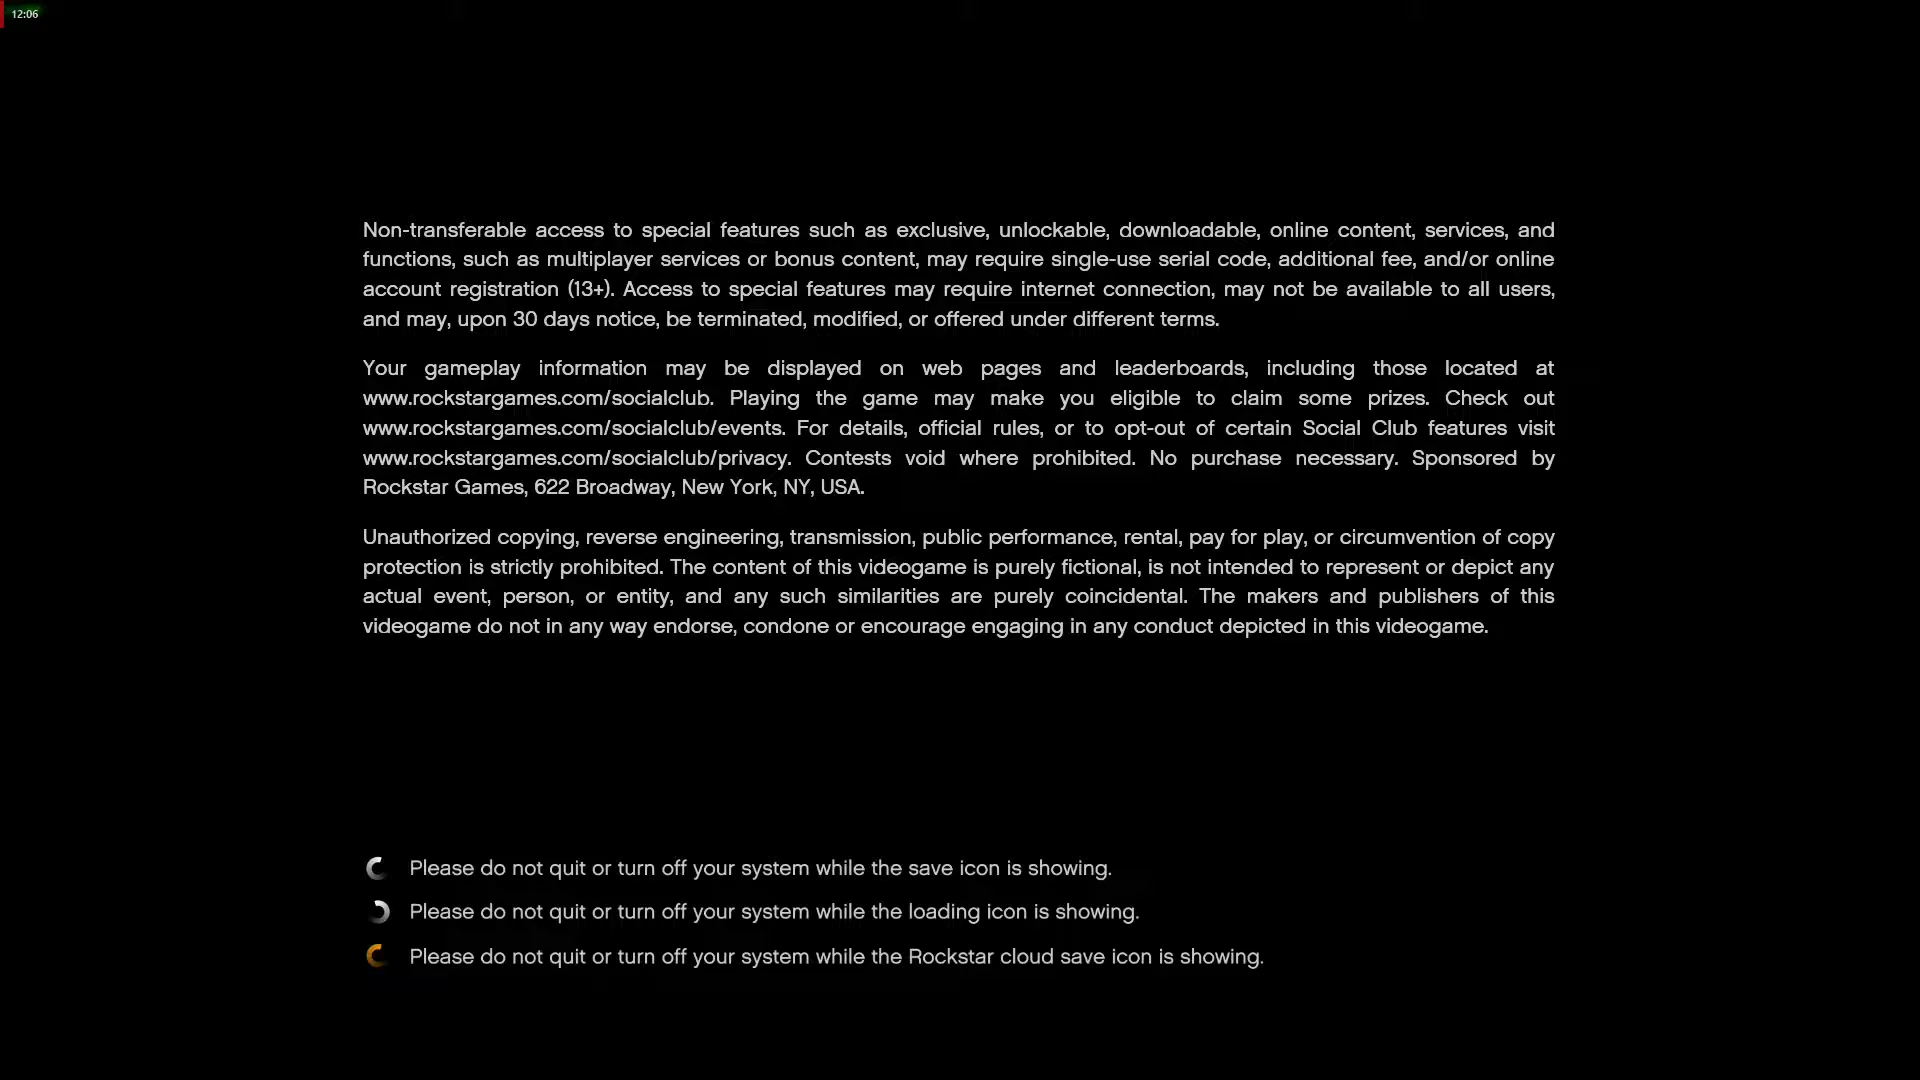 12:06
Non-transferable access to special features such as exclusive, unlockable, downloadable, online content, services, and
functions, such as multiplayer services or bonus content, may require single-use serial code, additional fee, and/or online
account registration (13+). Access to special features may require internet connection, may not be available to all users,
and may, upon 30 days notice, be terminated, modified, or offered under different terms.
Your gameplay information may be displayed on web pages and leaderboards, including those located at
www.rockstargames.com/socialclub. Playing the game may make you eligible to claim some prizes. Check out
www.rockstargames.com/socialclub/events. For details, official rules, or to opt-out of certain Social Club features visit
www.rockstargames.com/socialclub/privacy. Contests void where prohibited. No purchase necessary. Sponsored by
Rockstar Games, 622 Broadway, New York, NY, USA.
Unauthorized copying, reverse engineering, transmission, public performance, rental, pay for play, or circumvention of copy
protection is strictly prohibited. The content of this videogame is purely fictional, is not intended to represent or depict any
actual event, person, or entity, and any such similarities are purely coincidental. The makers and publishers of this
videogame do not in any way endorse, condone or encourage engaging in any conduct depicted in this videogame.
Please do not quit or turn off your system while the save icon is showing.
Please do not quit or turn off your system while the loading icon is showing.
Please do not quit or turn off your system while the Rockstar cloud save icon is showing.